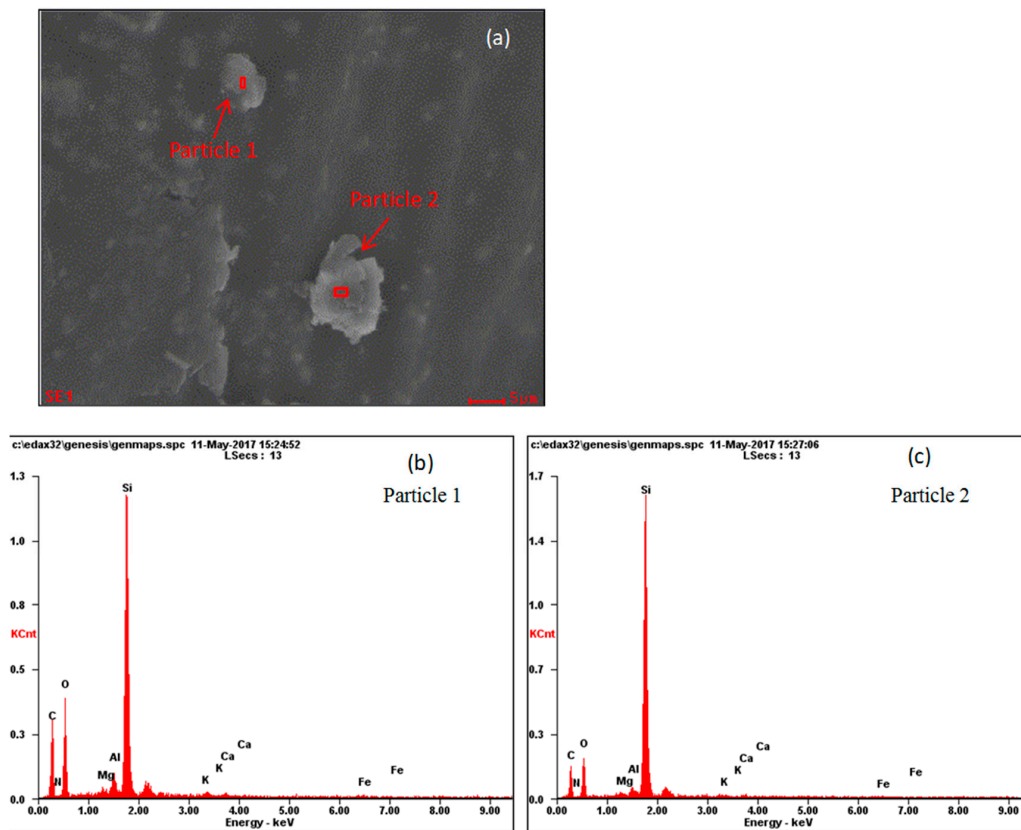 (a)
Particle 1
Particle 2
SE1
5µm
c:\edax32\genesis\genmaps.spc 11-May-2017 15:24:52
LSecs : 13
(b)
Particle 1
1.3
1.0
0.8
KCnt
0.5
0.3
0.0
Si
O
C
N
Mg
Al
K
K
Ca
Ca
Fe
Fe
0.00 1.00 2.00 3.00 4.00 5.00 6.00 7.00 8.00 9.00
Energy - keV
c:\edax32\genesis\genmaps.spc 11-May-2017 15:27:06
LSecs : 13
(c)
Particle 2
1.7
1.4
1.0
KCnt
0.7
0.3
0.0
Si
O
C
N
Mg
Al
K
K
Ca
Ca
Fe
Fe
0.00 1.00 2.00 3.00 4.00 5.00 6.00 7.00 8.00 9.00
Energy - keV